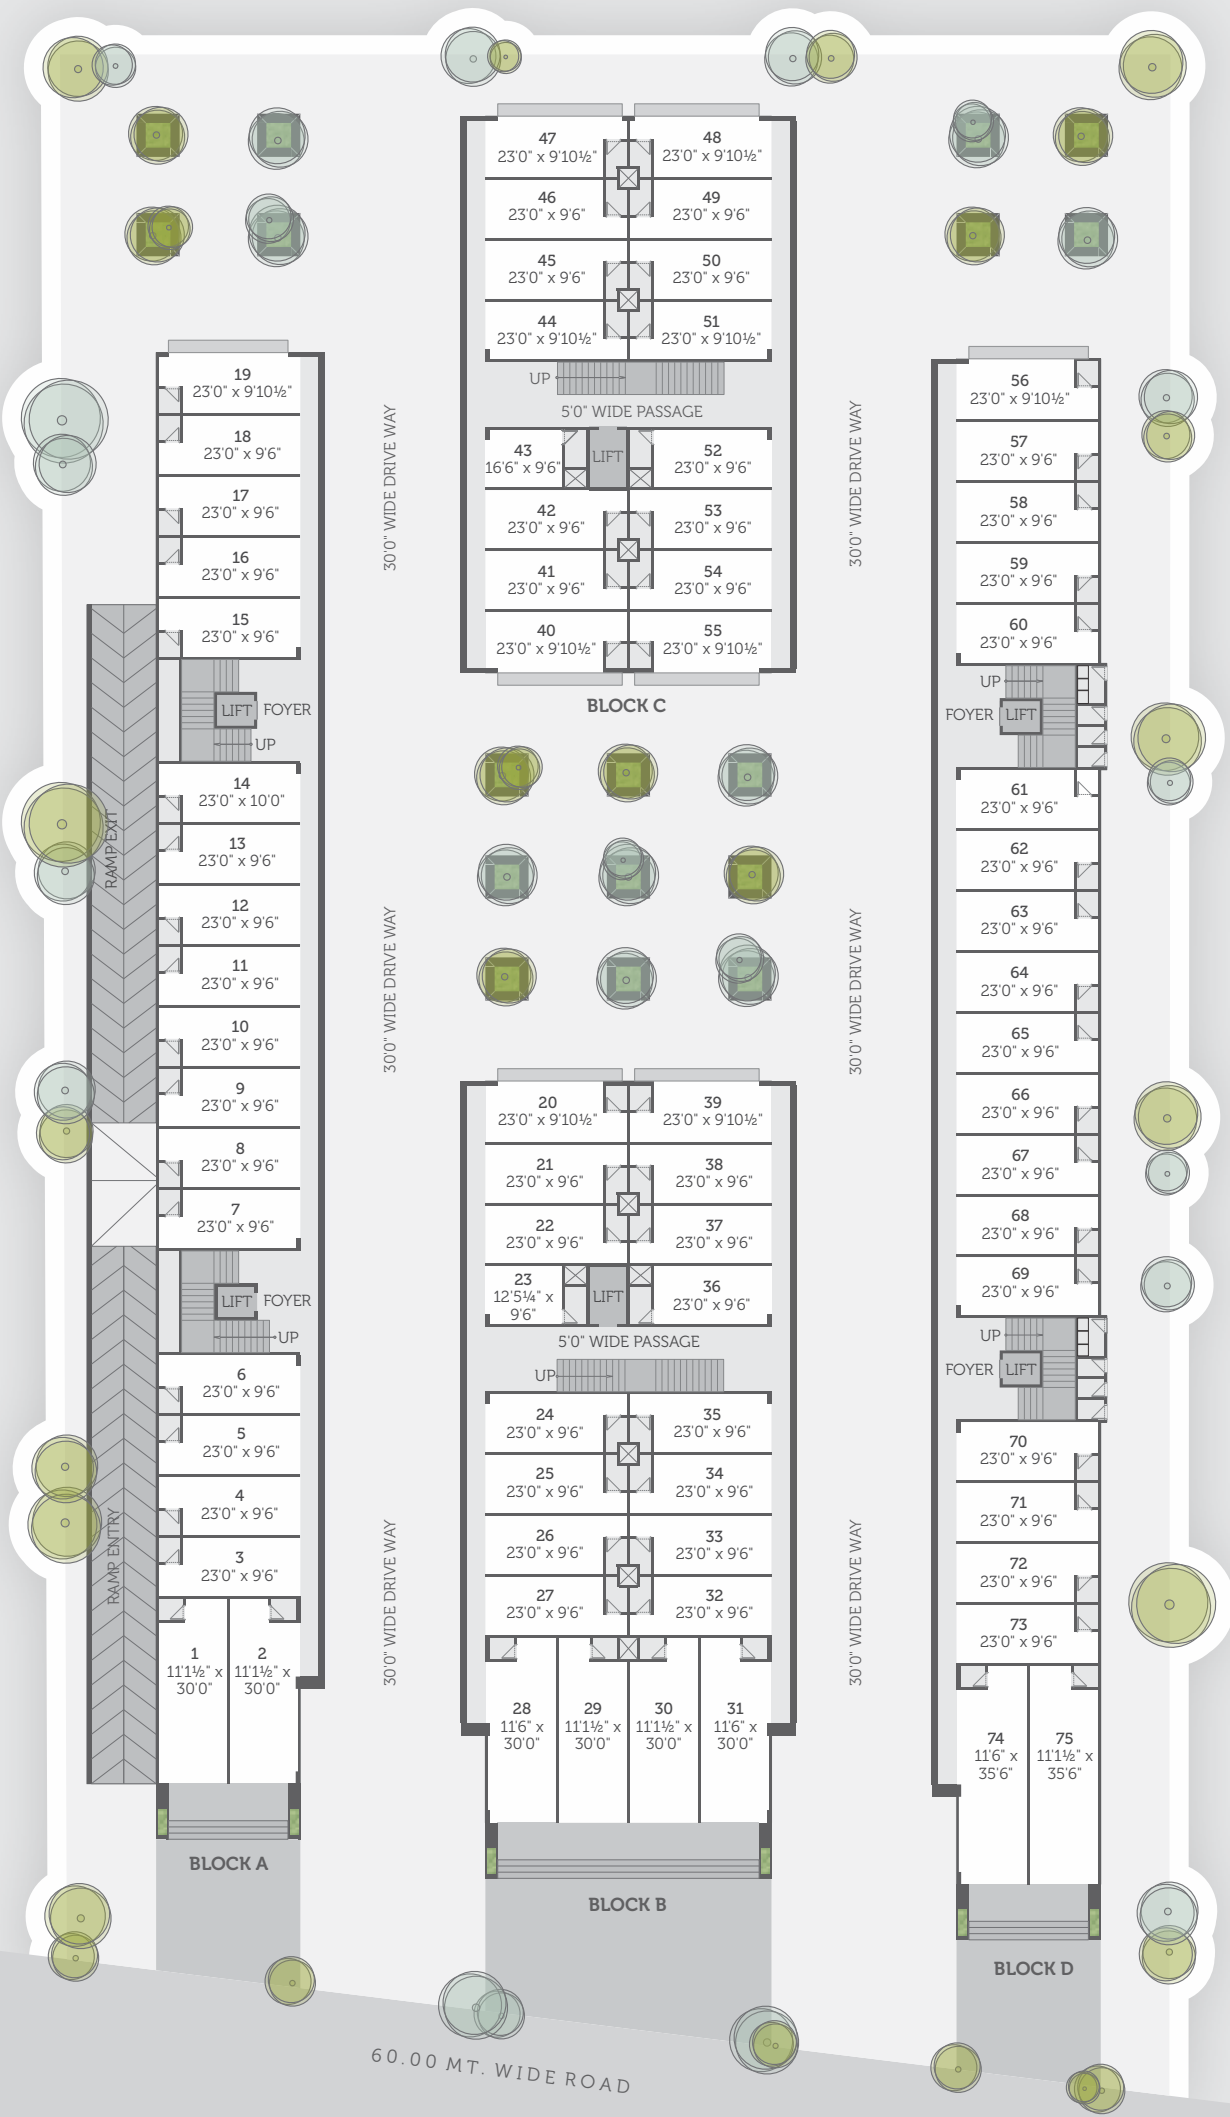 47
23'0" x 9'10½"
48
23'0" x 9'10½"
46
23'0" x 9'6"
49
23'0" x 9'6"
45
23'0" x 9'6"
50
23'0" x 9'6"
44
23'0" x 9'10½"
51
23'0" x 9'10½"
UP
5'0" WIDE PASSAGE
43
16'6" x 9'6"
LIFT
52
23'0" x 9'6"
42
23'0" x 9'6"
53
23'0" x 9'6"
41
23'0" x 9'6"
54
23'0" x 9'6"
40
23'0" x 9'10½"
55
23'0" x 9'10½"
BLOCK C
19
23'0" x 9'10½"
18
23'0" x 9'6"
17
23'0" x 9'6"
16
23'0" x 9'6"
15
23'0" x 9'6"
LIFT FOYER
UP
14
23'0" x 10'0"
13
23'0" x 9'6"
12
23'0" x 9'6"
11
23'0" x 9'6"
10
23'0" x 9'6"
9
23'0" x 9'6"
8
23'0" x 9'6"
7
23'0" x 9'6"
LIFT FOYER
UP
6
23'0" x 9'6"
5
23'0" x 9'6"
4
23'0" x 9'6"
3
23'0" x 9'6"
1
11'1½" x
30'0"
2
11'1½" x
30'0"
BLOCK A
RAMP EXIT
RAMP ENTRY
30'0" WIDE DRIVE WAY
30'0" WIDE DRIVE WAY
30'0" WIDE DRIVE WAY
20
23'0" x 9'10½"
39
23'0" x 9'10½"
21
23'0" x 9'6"
38
23'0" x 9'6"
22
23'0" x 9'6"
37
23'0" x 9'6"
23
12'5¼" x
9'6"
LIFT
36
23'0" x 9'6"
5'0" WIDE PASSAGE
UP
24
23'0" x 9'6"
35
23'0" x 9'6"
25
23'0" x 9'6"
34
23'0" x 9'6"
26
23'0" x 9'6"
33
23'0" x 9'6"
27
23'0" x 9'6"
32
23'0" x 9'6"
28
11'6" x
30'0"
29
11'1½" x
30'0"
30
11'1½" x
30'0"
31
11'6" x
30'0"
BLOCK B
30'0" WIDE DRIVE WAY
30'0" WIDE DRIVE WAY
30'0" WIDE DRIVE WAY
56
23'0" x 9'10½"
57
23'0" x 9'6"
58
23'0" x 9'6"
59
23'0" x 9'6"
60
23'0" x 9'6"
UP
FOYER LIFT
61
23'0" x 9'6"
62
23'0" x 9'6"
63
23'0" x 9'6"
64
23'0" x 9'6"
65
23'0" x 9'6"
66
23'0" x 9'6"
67
23'0" x 9'6"
68
23'0" x 9'6"
69
23'0" x 9'6"
UP
FOYER LIFT
70
23'0" x 9'6"
71
23'0" x 9'6"
72
23'0" x 9'6"
73
23'0" x 9'6"
74
11'6" x
35'6"
75
11'1½" x
35'6"
BLOCK D
60.00 MT. WIDE ROAD